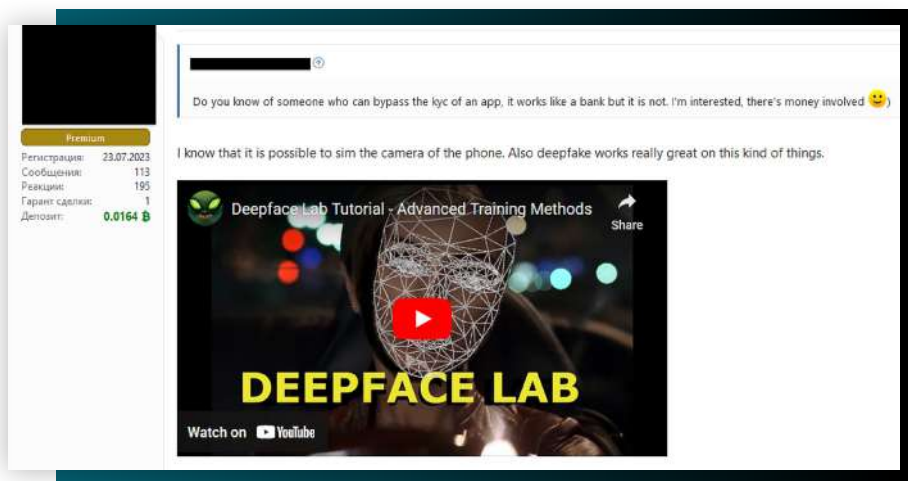 Do you know of someone who can bypass the kyc of an app, it works like a bank but it is not. I'm interested, there's money involved 🙂)
Premium
Регистрация: 23.07.2023
Сообщения: 113
Реакции: 195
Гарант сделки: 1
Депозит: 0.0164 ₿
I know that it is possible to sim the camera of the phone. Also deepfake works really great on this kind of things.
Deepface Lab Tutorial - Advanced Training Methods
Share
DEEPFACE LAB
Watch on YouTube